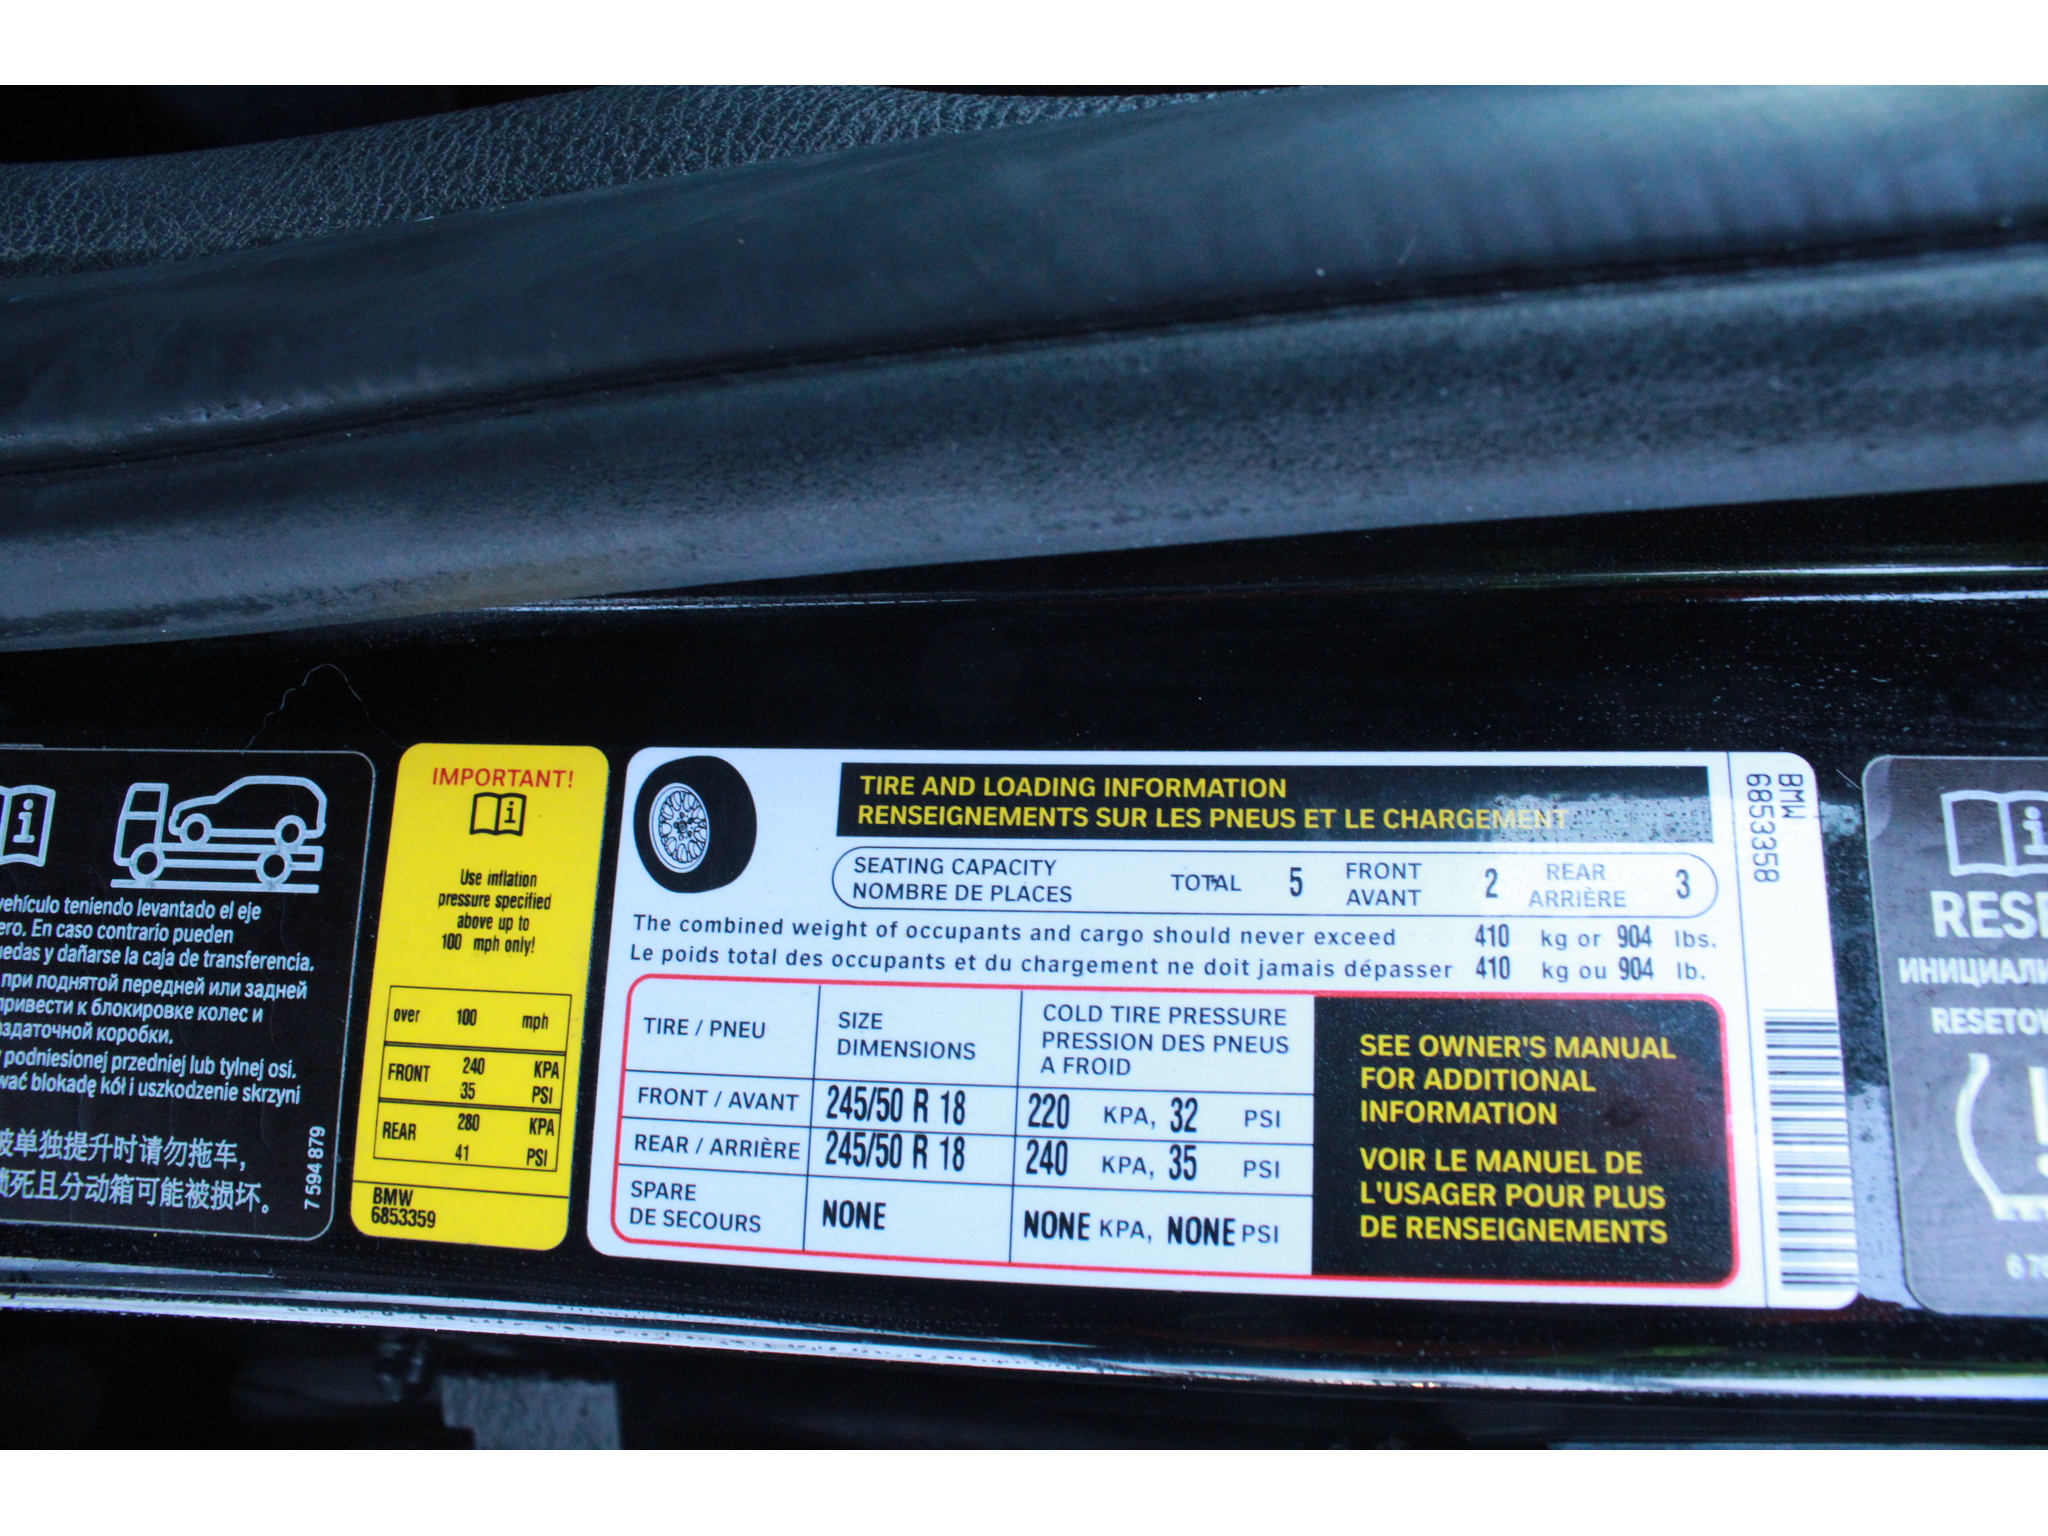 vehículo teniendo levantado el eje
ero. En caso contrario pueden
uedas y dañarse la caja de transferencia.
при поднятой передней или задней
привести к блокировке колес и
здаточной коробки.
podniesionej przedniej lub tylnej osi.
wać blokadę kół i uszkodzenie skrzyni
被单独提升时请勿拖车,
锁死且分动箱可能被损坏。
7 594 879
IMPORTANT!
Use inflation
pressure specified
above up to
100 mph only!
over 100 mph
FRONT 240 KPA
35 PSI
REAR 280 KPA
41 PSI
BMW
6853359
TIRE AND LOADING INFORMATION
RENSEIGNEMENTS SUR LES PNEUS ET LE CHARGEMENT
SEATING CAPACITY
NOMBRE DE PLACES
TOTAL 5
FRONT
AVANT
2
REAR
ARRIÈRE
3
The combined weight of occupants and cargo should never exceed 410 kg or 904 lbs.
Le poids total des occupants et du chargement ne doit jamais dépasser 410 kg ou 904 lb.
TIRE / PNEU
SIZE
DIMENSIONS
COLD TIRE PRESSURE
PRESSION DES PNEUS
A FROID
FRONT / AVANT 245/50 R 18 220 KPA, 32 PSI
REAR / ARRIÈRE 245/50 R 18 240 KPA, 35 PSI
SPARE
DE SECOURS
NONE NONE KPA, NONE PSI
SEE OWNER'S MANUAL
FOR ADDITIONAL
INFORMATION
VOIR LE MANUEL DE
L'USAGER POUR PLUS
DE RENSEIGNEMENTS
BMW
6853358
RESE
ИНИЦИАЛИ
RESETOW